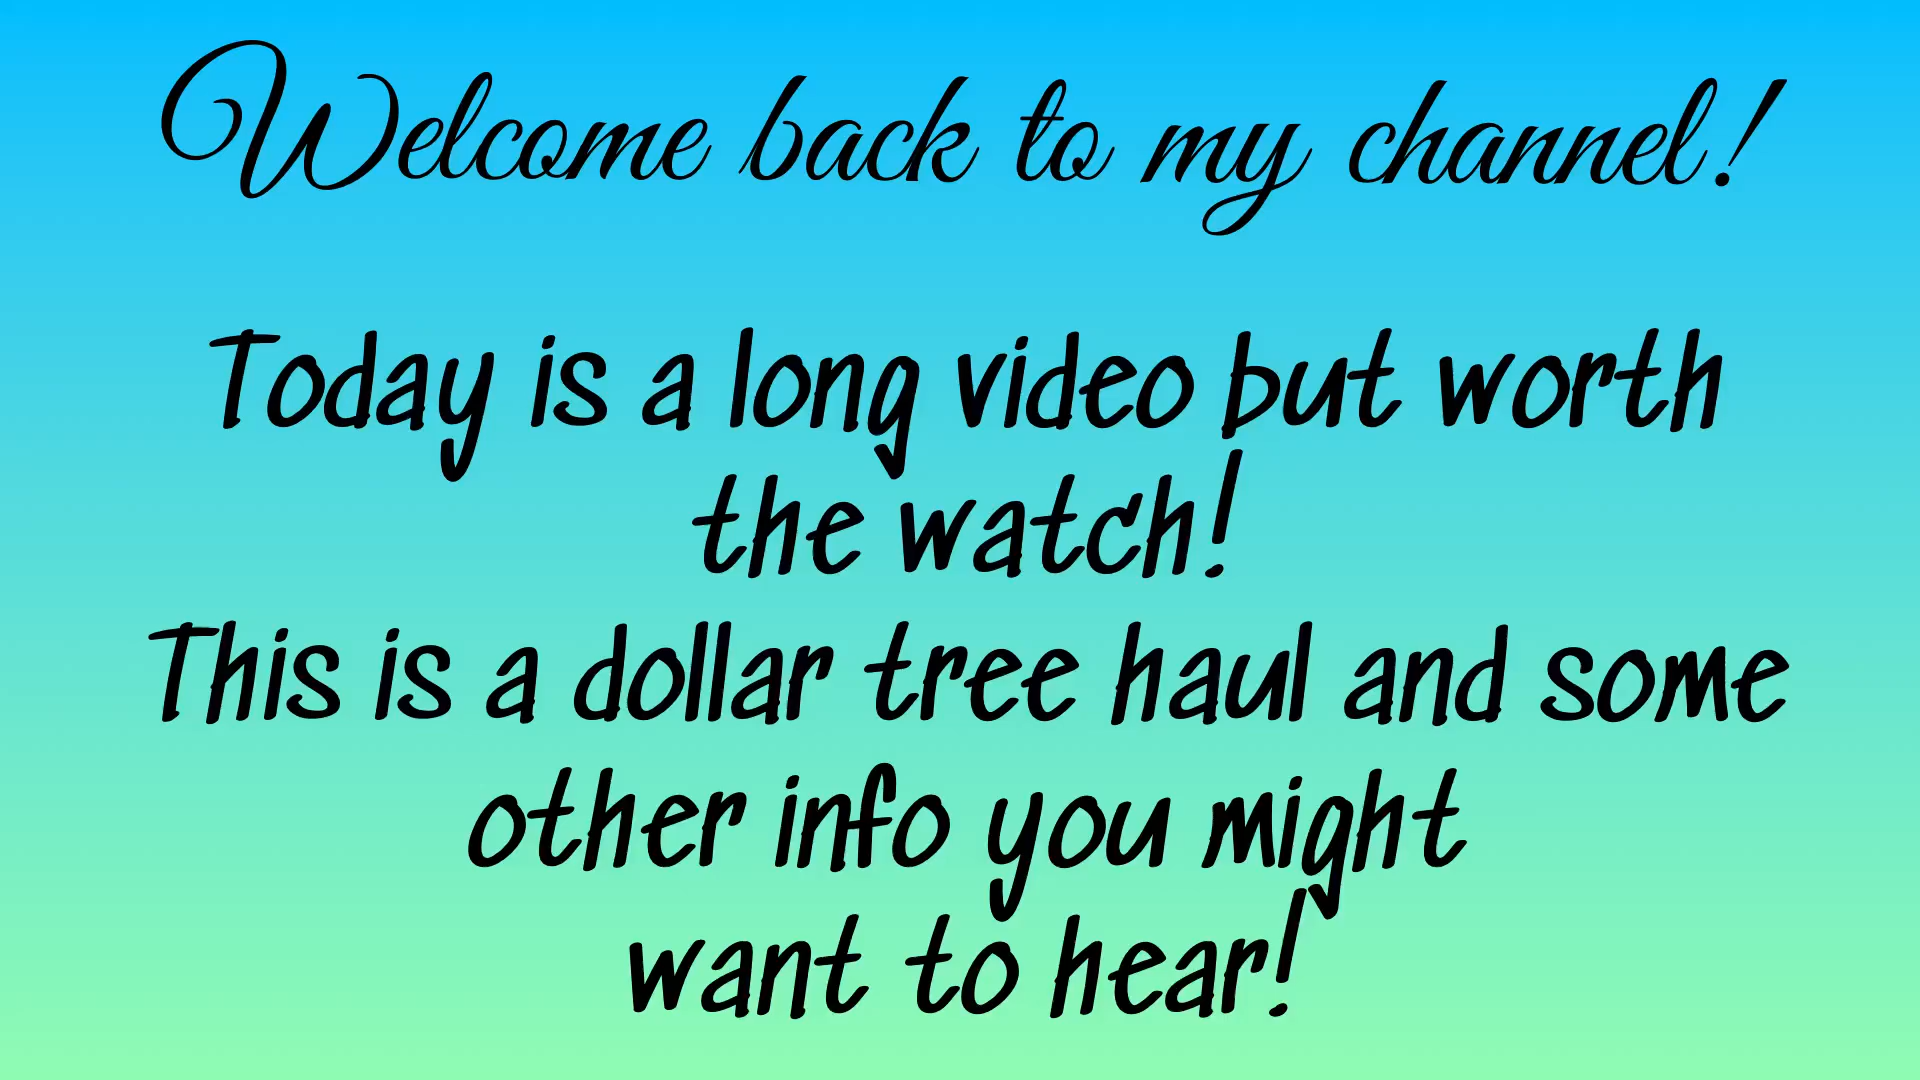 Welcome back to my channel!
Today is a long video but worth
the watch!
This is a dollar tree haul and some
other info you might
want to hear!